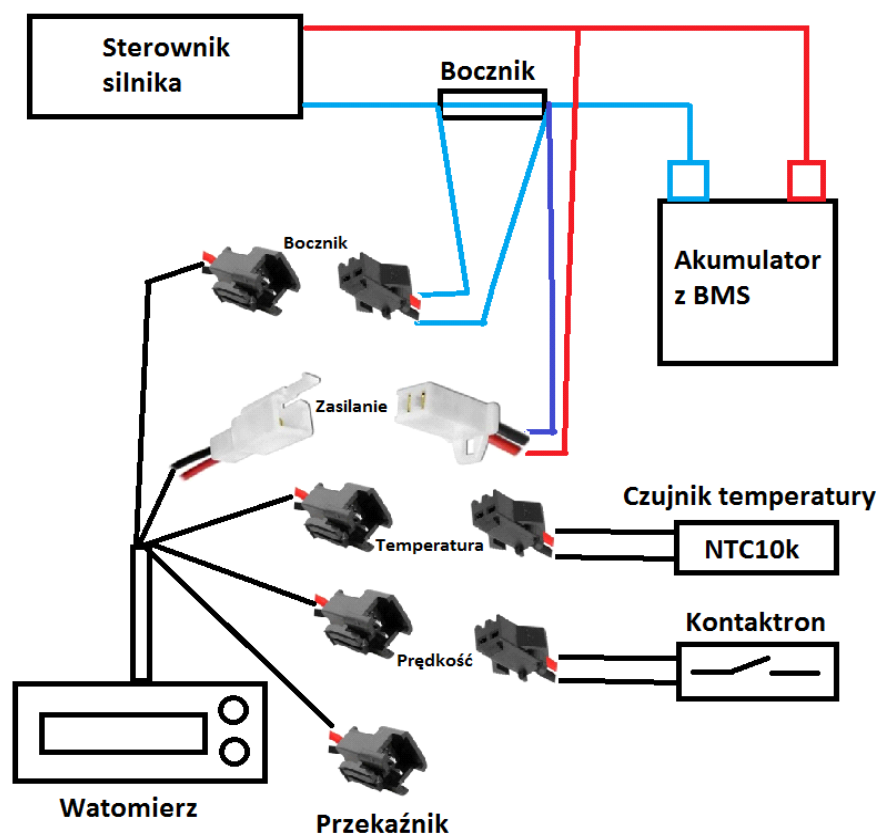 Sterownik
silnika
Bocznik
Akumulator
z BMS
Bocznik
Zasilanie
Czujnik temperatury
NTC10k
Temperatura
Kontaktron
Prędkość
Watomierz
Przekaźnik